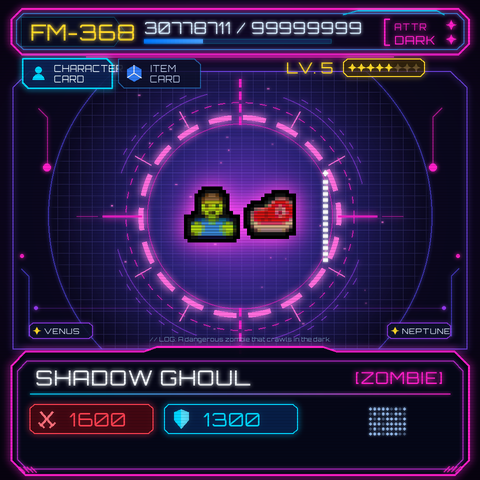 FM-368
30778711 / 99999999
ATTR
DARK
CHARACTER
CARD
ITEM
CARD
LV. 5
VENUS
NEPTUNE
// LOG: A dangerous zombie that crawls in the dark.
SHADOW GHOUL
[ZOMBIE]
1600
1300